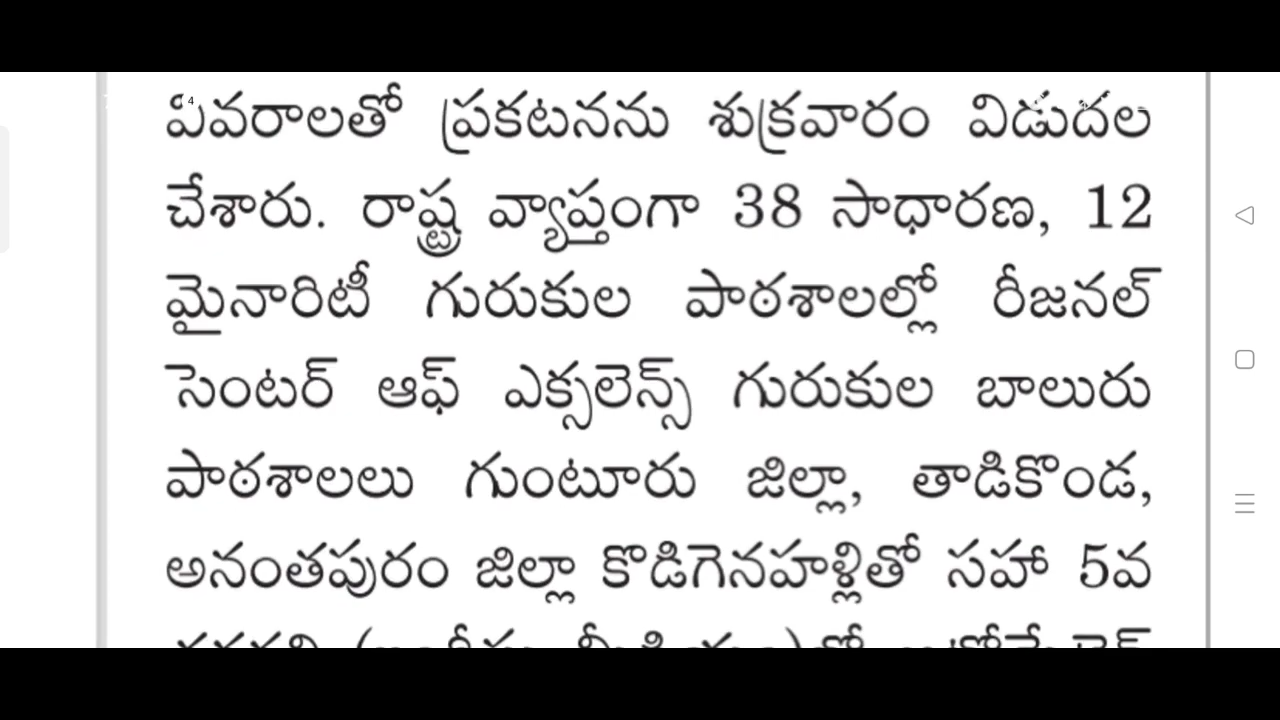 వివరాలతో ప్రకటనను శుక్రవారం విడుదల
చేశారు. రాష్ట్ర వ్యాప్తంగా 38 సాధారణ, 12
మైనారిటీ గురుకుల పాఠశాలల్లో రీజనల్
సెంటర్ ఆఫ్ ఎక్సలెన్స్ గురుకుల బాలురు
పాఠశాలలు గుంటూరు జిల్లా, తాడికొండ,
అనంతపురం జిల్లా కొడిగెనహళ్లితో సహా 5వ